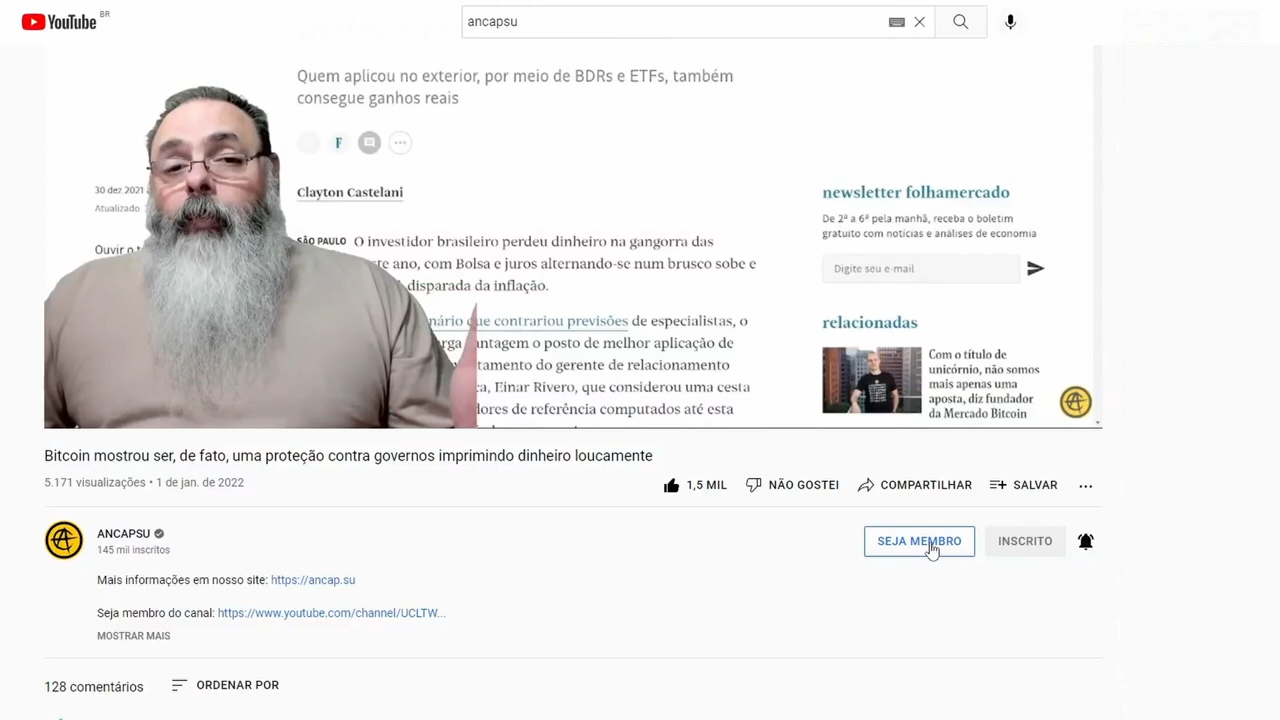 YouTube BR
ancapsu
Quem aplicou no exterior, por meio de BDRs e ETFs, também
consegue ganhos reais
F
30 dez 2021
Atualizado
Clayton Castelani
Ouvir o
SÃO PAULO O investidor brasileiro perdeu dinheiro na gangorra das
ste ano, com Bolsa e juros alternando-se num brusco sobe e
disparada da inflação.
nário que contrariou previsões de especialistas, o
rga vantagem o posto de melhor aplicação de
tamento do gerente de relacionamento
ca, Einar Rivero, que considerou uma cesta
dores de referência computados até esta
newsletter folhamercado
De 2ª a 6ª pela manhã, receba o boletim
gratuito com notícias e análises de economia
Digite seu e-mail
relacionadas
Com o título de
unicórnio, não somos
mais apenas uma
aposta, diz fundador
da Mercado Bitcoin
Bitcoin mostrou ser, de fato, uma proteção contra governos imprimindo dinheiro loucamente
5.171 visualizações • 1 de jan. de 2022
1,5 MIL NÃO GOSTEI COMPARTILHAR SALVAR
ANCAPSU
145 mil inscritos
SEJA MEMBRO INSCRITO
Mais informações em nosso site: https://ancap.su
Seja membro do canal: https://www.youtube.com/channel/UCLTW...
MOSTRAR MAIS
128 comentários ORDENAR POR